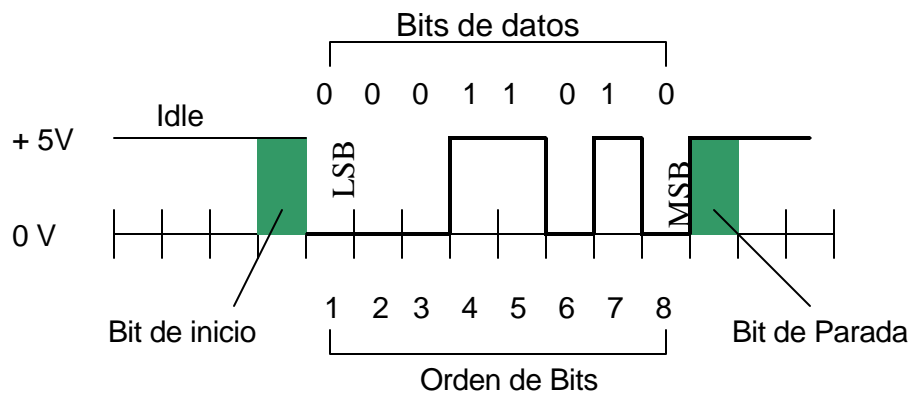 Bits de datos
0 0 0 1 1 0 1 0
Idle
+ 5V
LSB
MSB
0 V
1 2 3 4 5 6 7 8
Bit de inicio
Bit de Parada
Orden de Bits